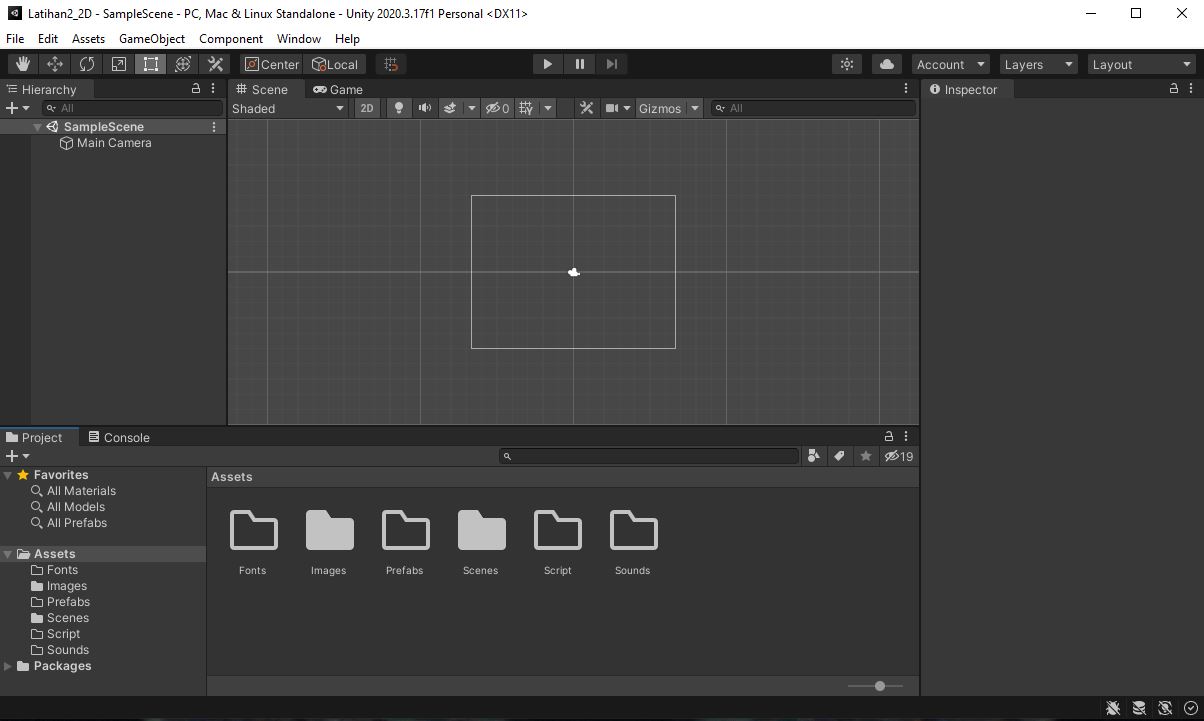 Latihan2_2D - SampleScene - PC, Mac & Linux Standalone - Unity 2020.3.17f1 Personal <DX11>
File Edit Assets GameObject Component Window Help
Center Local Account Layers Layout
Hierarchy
All
SampleScene
Main Camera
Scene Game
Shaded 2D 0 Gizmos All
Inspector
Project Console
19
Favorites
All Materials
All Models
All Prefabs
Assets
Fonts
Images
Prefabs
Scenes
Script
Sounds
Packages
Assets
Fonts Images Prefabs Scenes Script Sounds